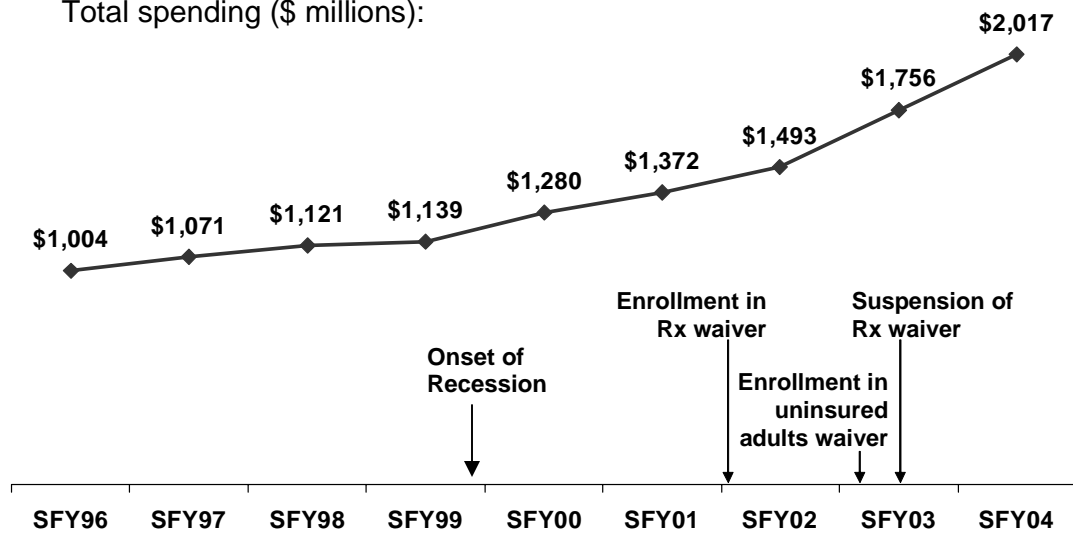 Total spending ($ millions):
$2,017
$1,756
$1,493
$1,372
$1,280
$1,139
$1,121
$1,071
$1,004
Enrollment in
Rx waiver
Suspension of
Rx waiver
Onset of
Recession
Enrollment in
uninsured
adults waiver
SFY96 SFY97 SFY98 SFY99 SFY00 SFY01 SFY02 SFY03 SFY04